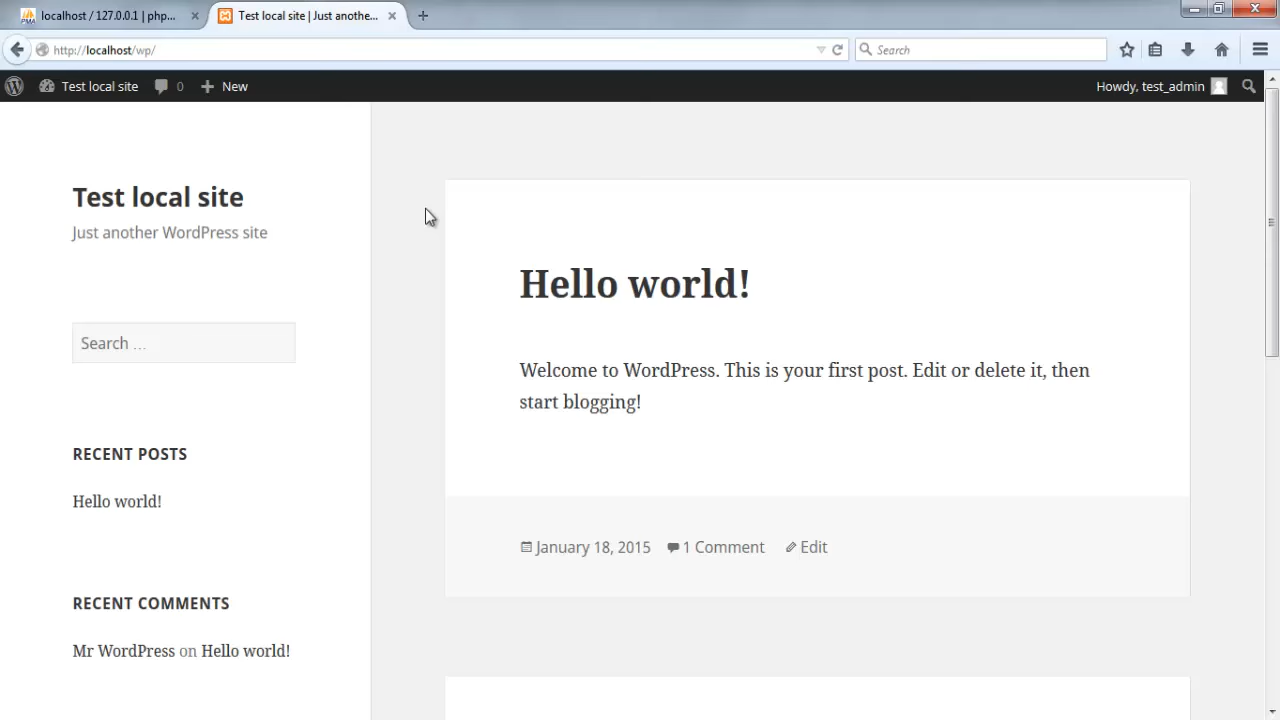 localhost / 127.0.0.1 | php...
Test local site | Just anothe...
http://localhost/wp/
Search
Test local site
0
New
Howdy, test_admin
Test local site
Just another WordPress site
Search ...
RECENT POSTS
Hello world!
RECENT COMMENTS
Mr WordPress on Hello world!
Hello world!
Welcome to WordPress. This is your first post. Edit or delete it, then
start blogging!
January 18, 2015 1 Comment Edit